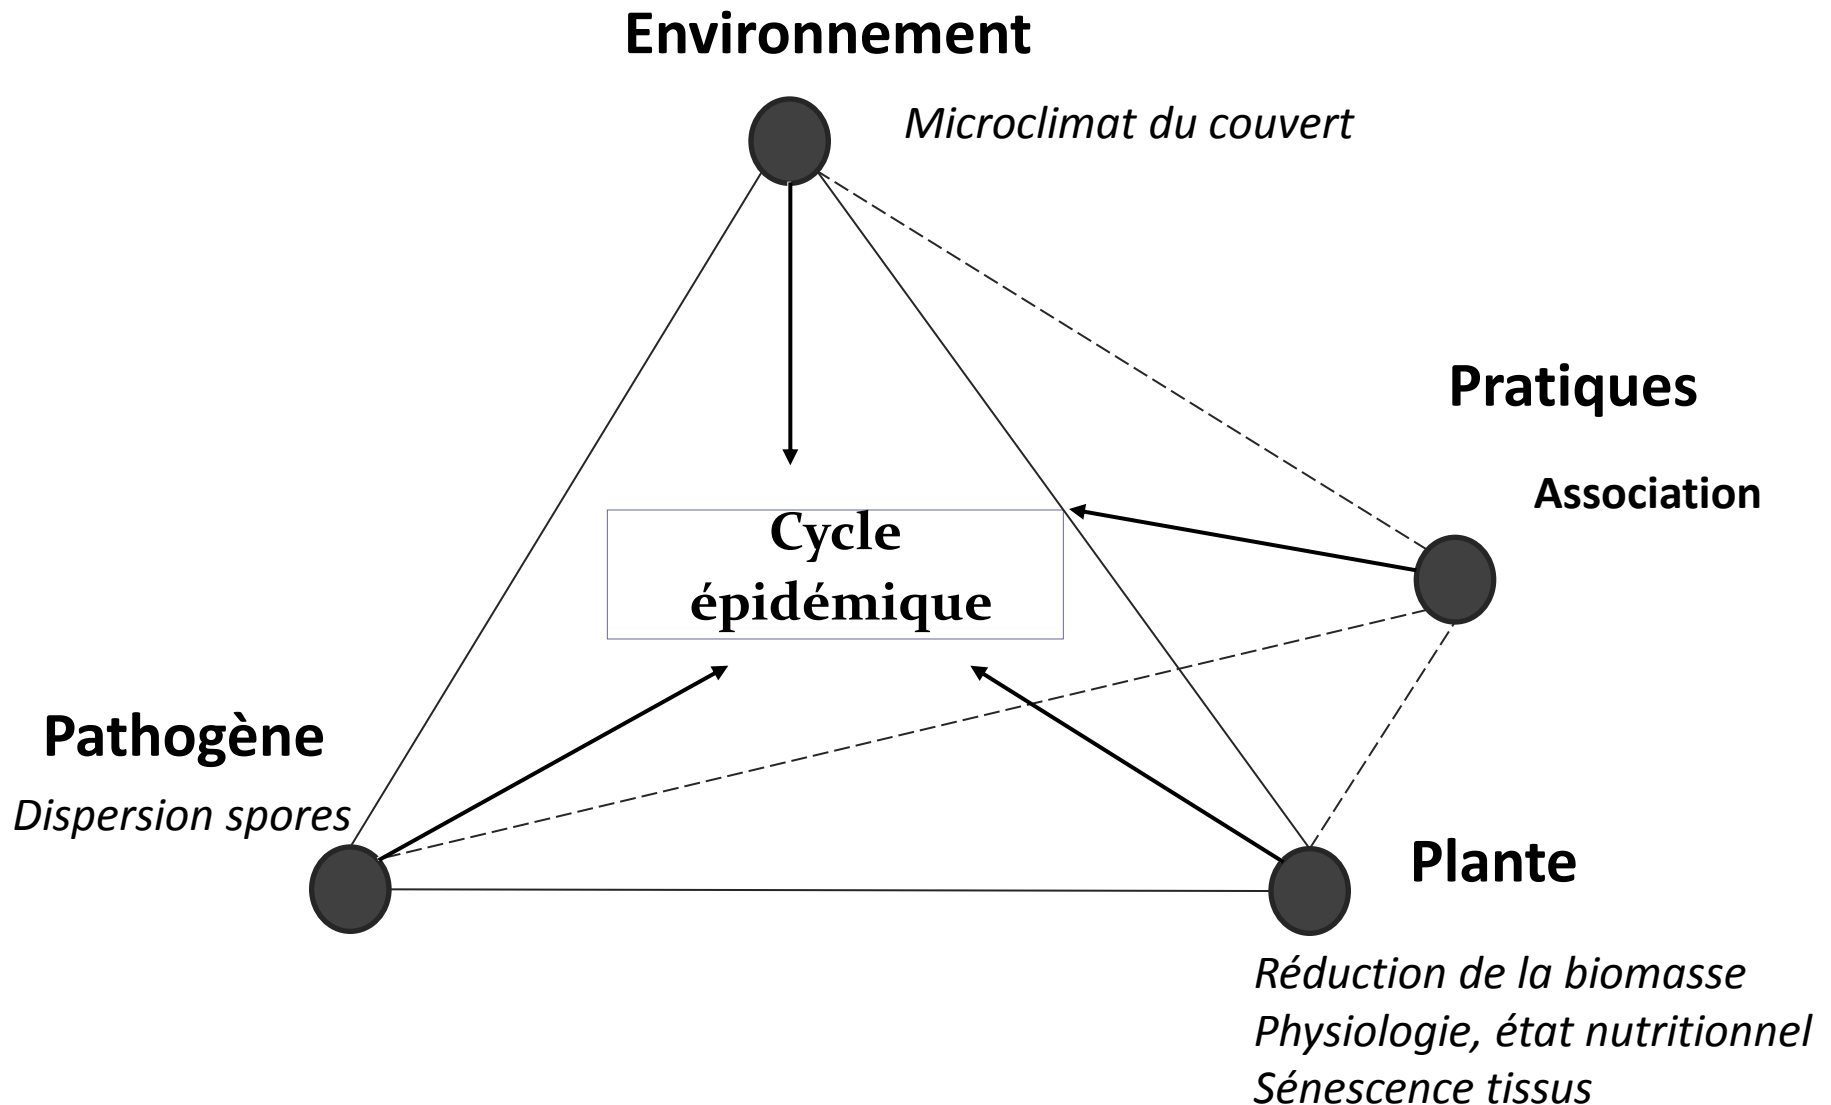 Environnement
Microclimat du couvert
Pratiques
Association
Cycle
épidémique
Pathogène
Dispersion spores
Plante
Réduction de la biomasse
Physiologie, état nutritionnel
Sénescence tissus